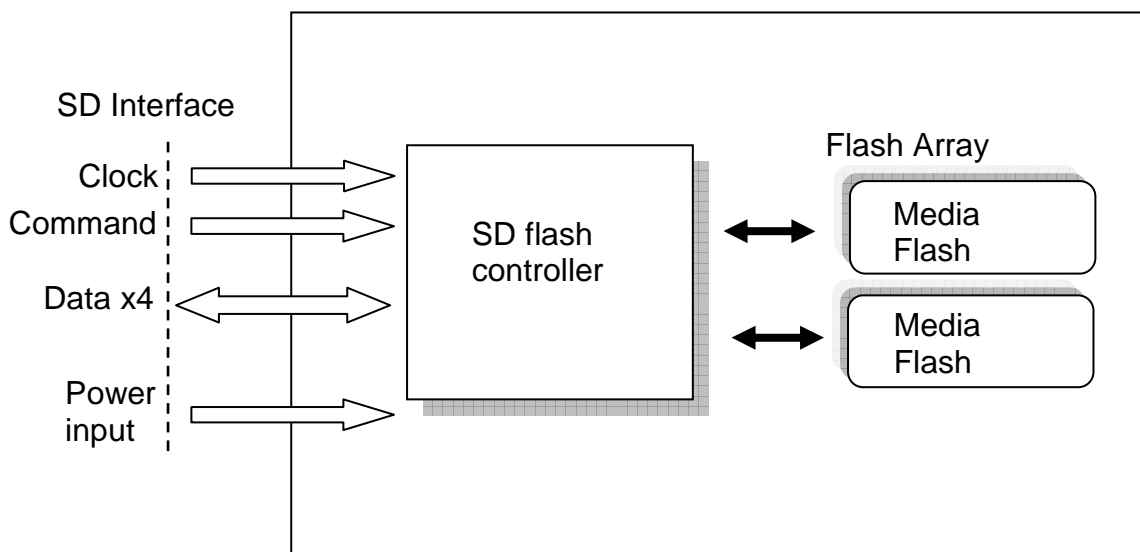 SD Interface
Clock
Command
Data x4
Power
input
SD flash
controller
Flash Array
Media
Flash
Media
Flash